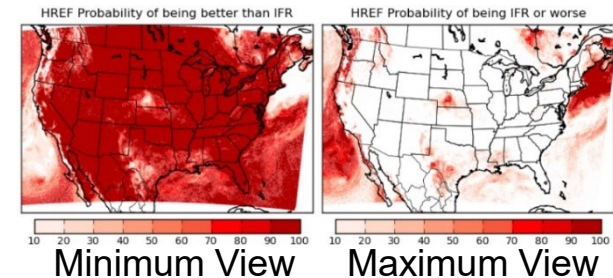 HREF Probability of being better than IFR
HREF Probability of being IFR or worse
10 20 30 40 50 60 70 80 90 100
10 20 30 40 50 60 70 80 90 100
Minimum View
Maximum View